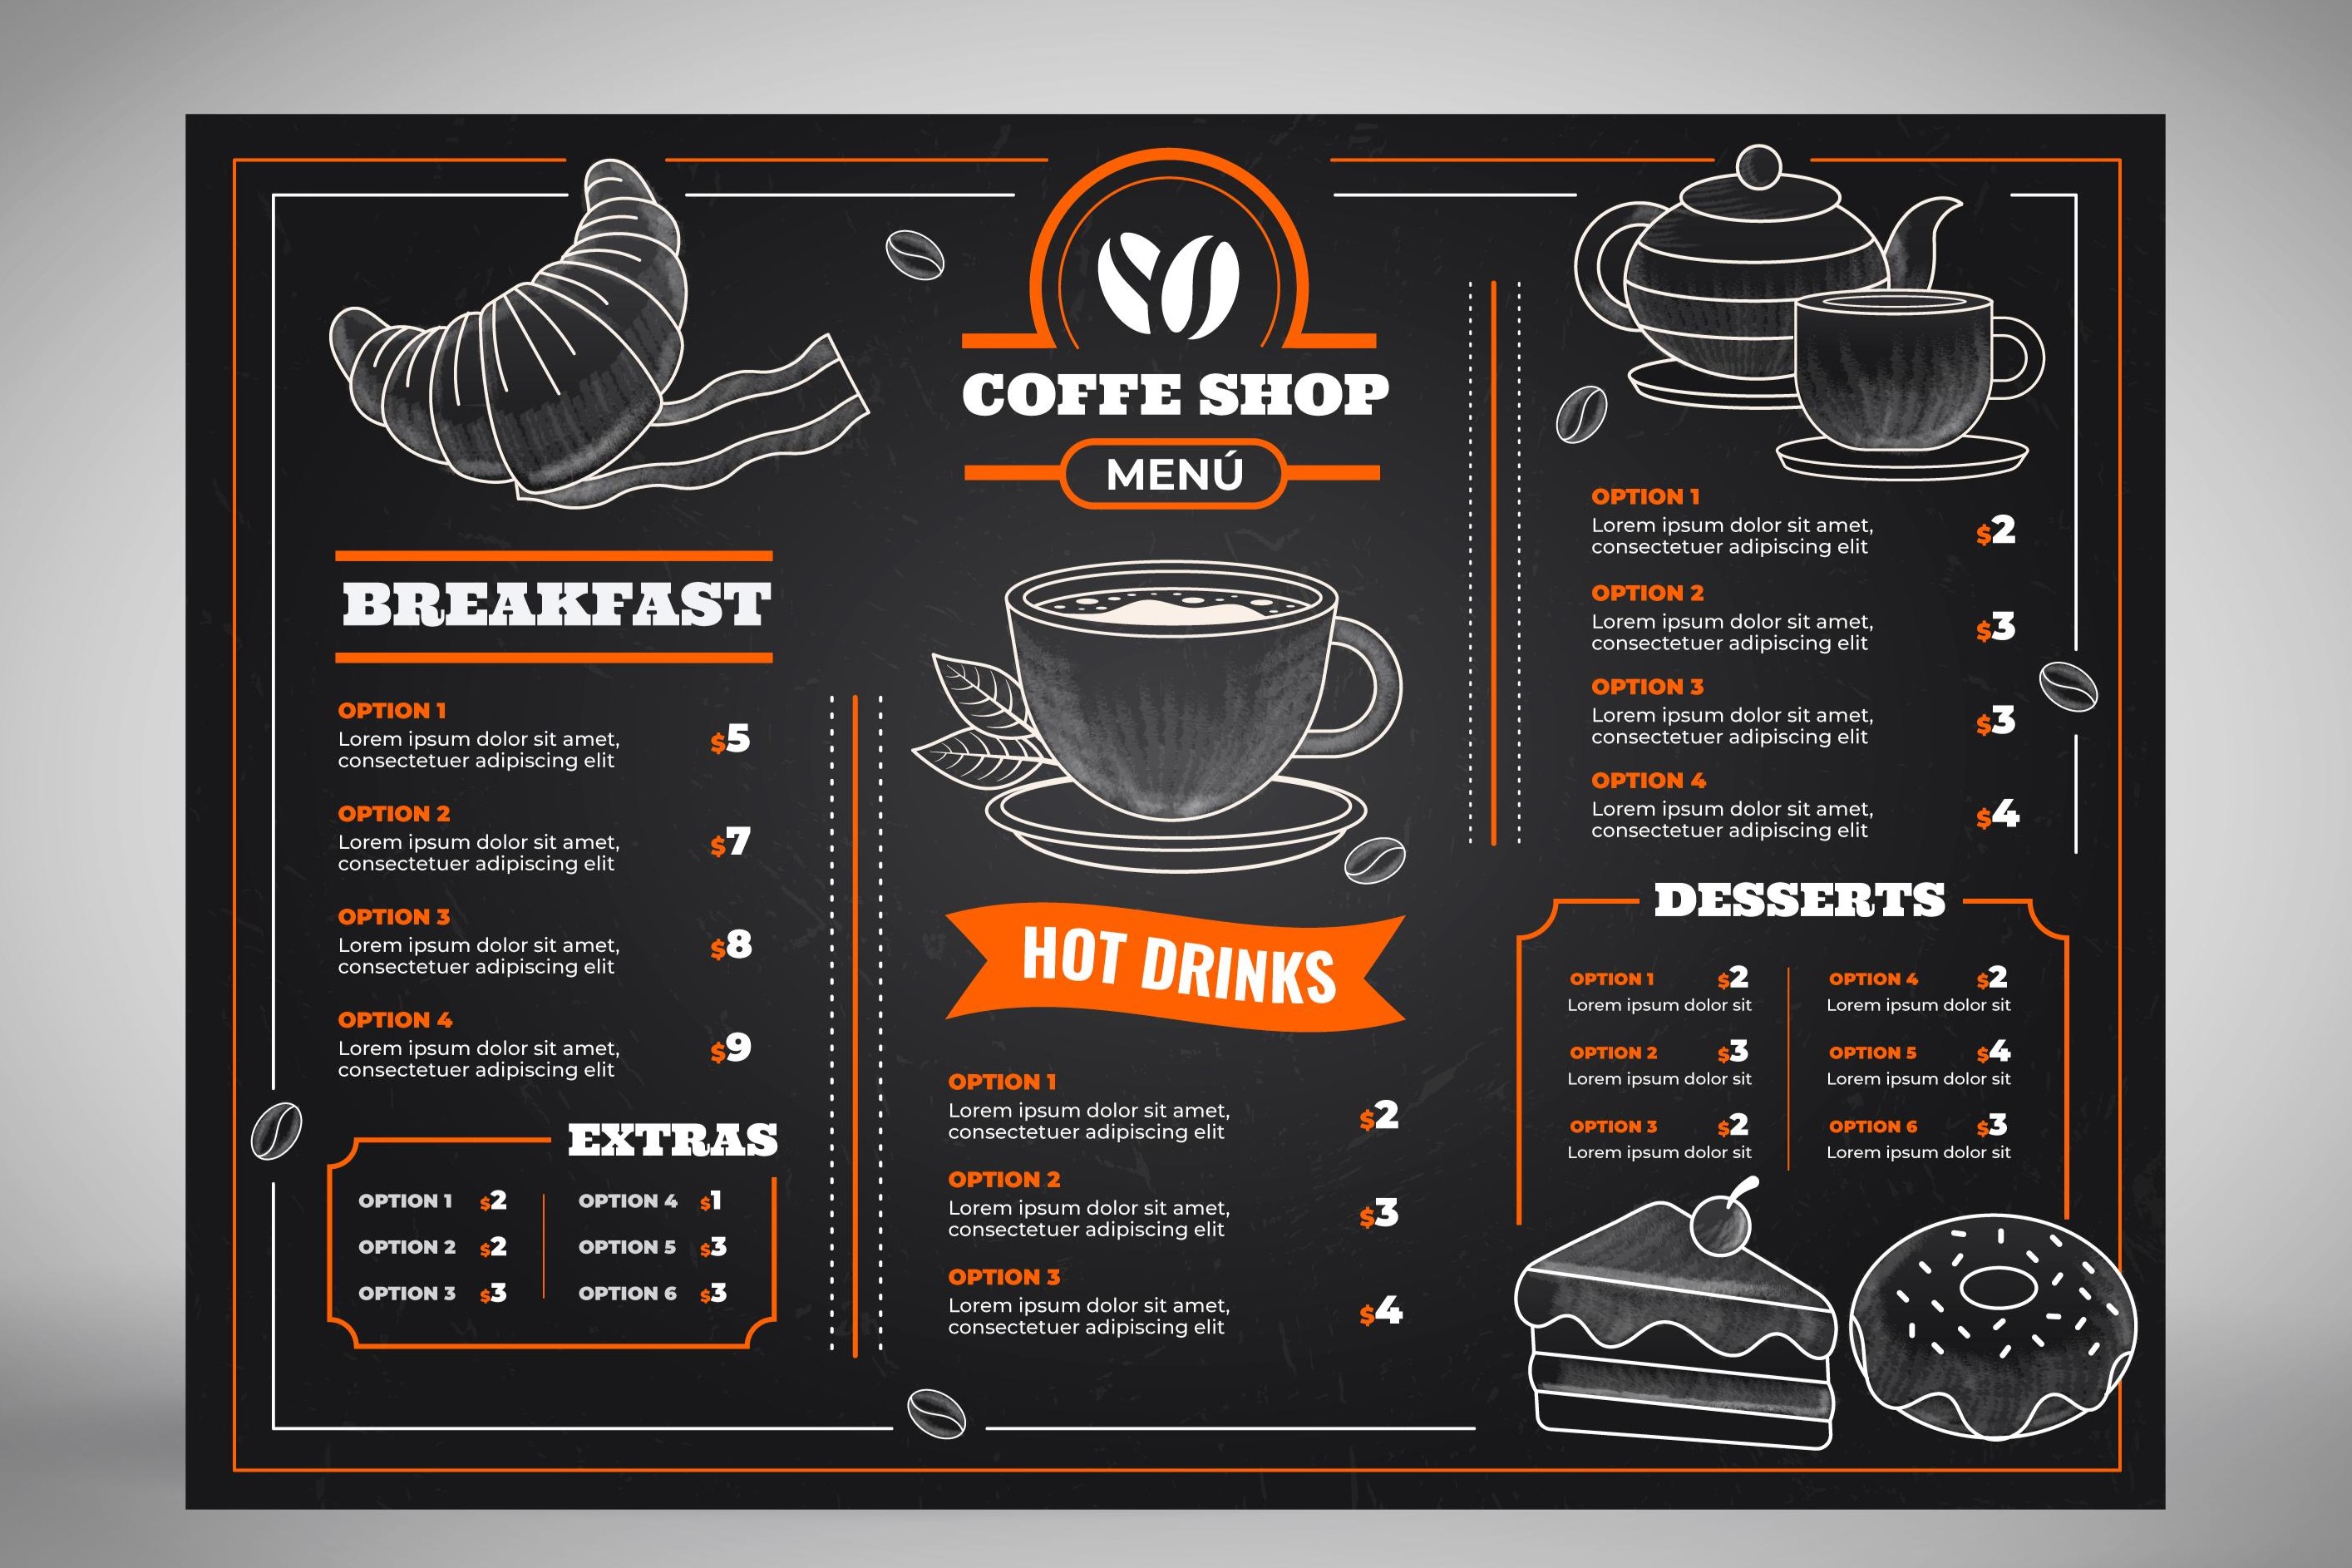 COFFE SHOP
MENÚ
BREAKFAST
OPTION 1
Lorem ipsum dolor sit amet,
consectetuer adipiscing elit
$5
OPTION 2
Lorem ipsum dolor sit amet,
consectetuer adipiscing elit
$7
OPTION 3
Lorem ipsum dolor sit amet,
consectetuer adipiscing elit
$8
OPTION 4
Lorem ipsum dolor sit amet,
consectetuer adipiscing elit
$9
EXTRAS
OPTION 1 $2
OPTION 2 $2
OPTION 3 $3
OPTION 4 $1
OPTION 5 $3
OPTION 6 $3
HOT DRINKS
OPTION 1
Lorem ipsum dolor sit amet,
consectetuer adipiscing elit
$2
OPTION 2
Lorem ipsum dolor sit amet,
consectetuer adipiscing elit
$3
OPTION 3
Lorem ipsum dolor sit amet,
consectetuer adipiscing elit
$4
OPTION 1
Lorem ipsum dolor sit amet,
consectetuer adipiscing elit
$2
OPTION 2
Lorem ipsum dolor sit amet,
consectetuer adipiscing elit
$3
OPTION 3
Lorem ipsum dolor sit amet,
consectetuer adipiscing elit
$3
OPTION 4
Lorem ipsum dolor sit amet,
consectetuer adipiscing elit
$4
DESSERTS
OPTION 1 $2
Lorem ipsum dolor sit
OPTION 2 $3
Lorem ipsum dolor sit
OPTION 3 $2
Lorem ipsum dolor sit
OPTION 4 $2
Lorem ipsum dolor sit
OPTION 5 $4
Lorem ipsum dolor sit
OPTION 6 $3
Lorem ipsum dolor sit